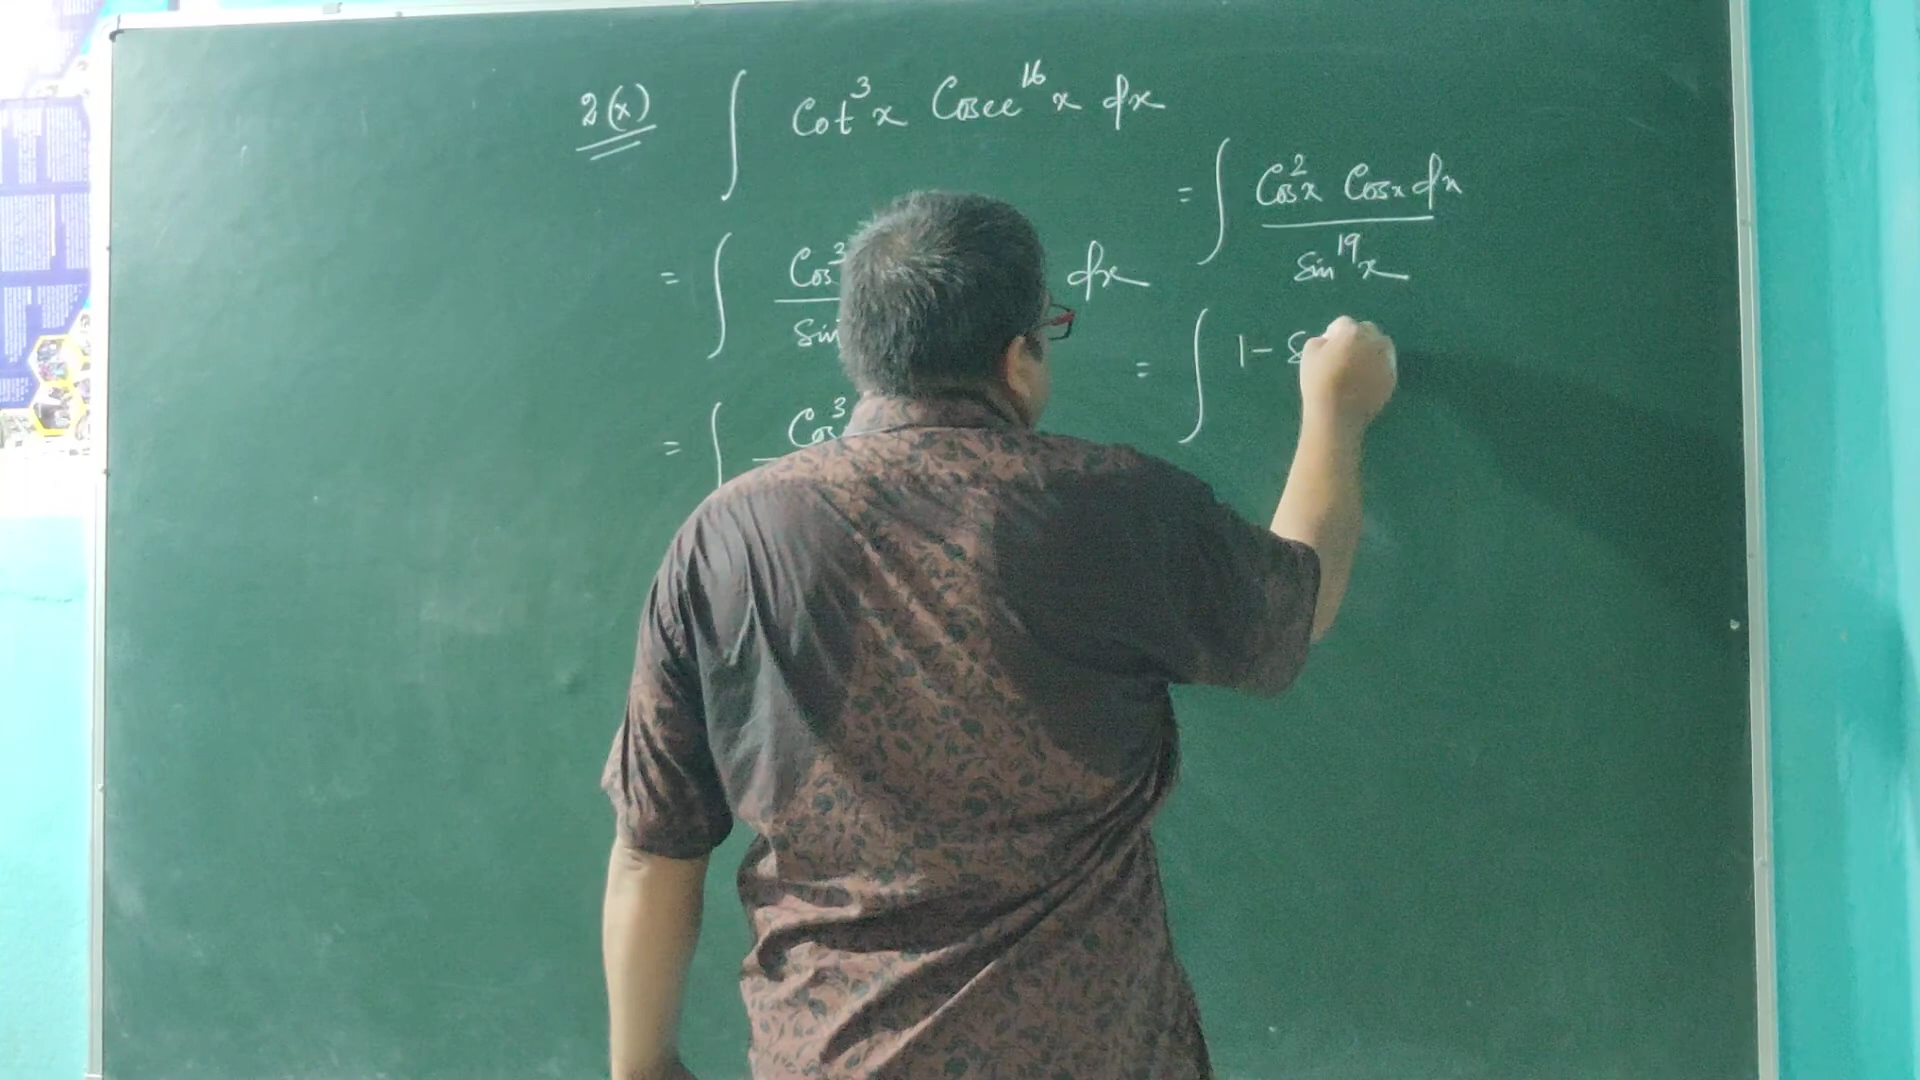 2(x) ∫ Cot³x Cosec¹⁶x dx
= ∫ Cos³ / Sin dx
= ∫ Cos³
= ∫ Cos²x Cosx dx / Sin¹⁹x
= ∫ 1 - S